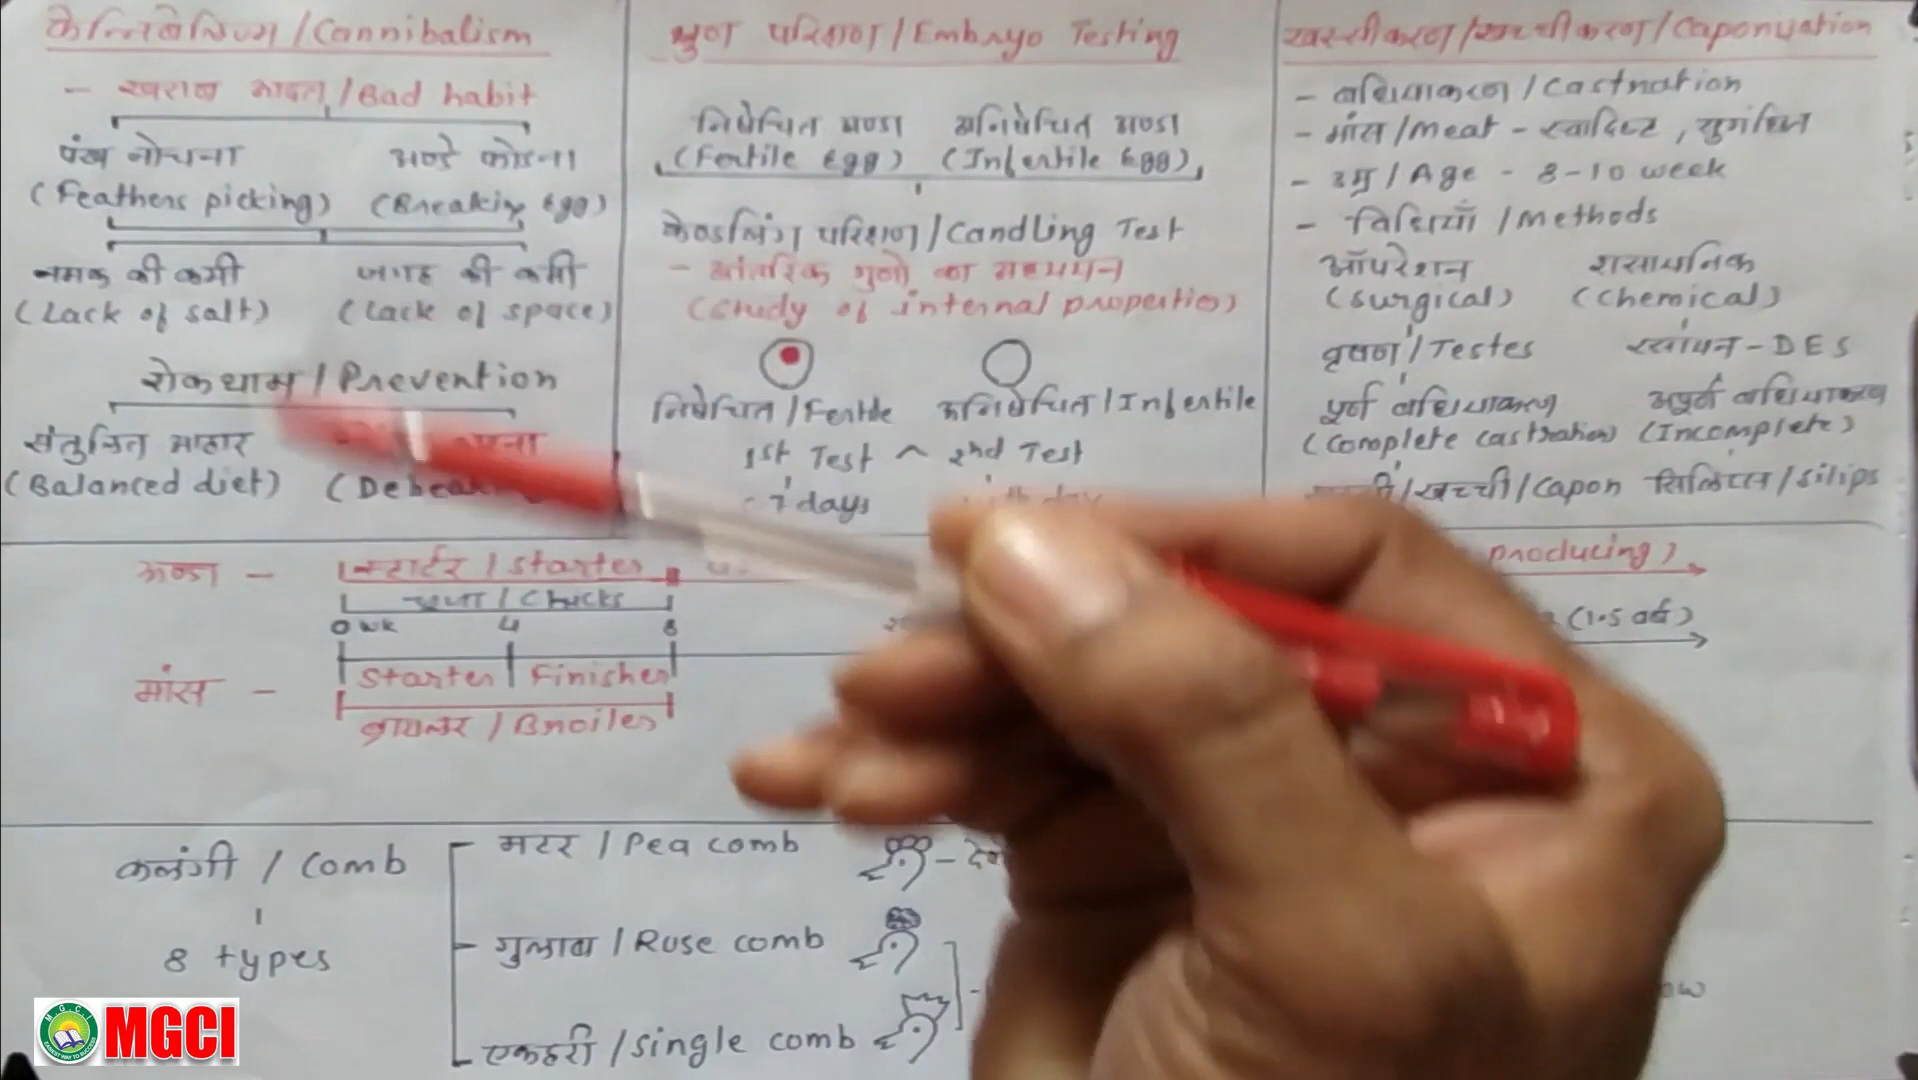 केनिबेलिज्म / Cannibalism
- खराब आदत / Bad habit
पंख नोचना अण्डे फोडना
(Feathers picking) (Breaking Egg)
नमक की कमी जगह की कमी
(Lack of salt) (Lack of space)
रोकथाम / Prevention
संतुलित आहार
(Balanced diet)
भ्रुण परिक्षण / Embryo Testing
निषेचित अण्डा अनिषेचित अण्डा
(Fertile Egg) (Infertile Egg)
केण्डलिंग परिक्षण / Candling Test
- आंतरिक गुणो का अध्ययन
(Study of internal properties)
निषेचित / Fertile अनिषेचित / Infertile
1st Test 2nd Test
7 days
खस्सीकरण / खच्चीकरण / Caponization
- बधियाकरण / Castration
- मांस / meat - स्वादिष्ट, सुगंधित
- उम्र / Age - 8-10 week
- विधियाँ / Methods
ऑपरेशन रासायनिक
(Surgical) (Chemical)
वृषण / Testes रसायन - DES
पूर्ण बधियाकरण अपूर्ण बधियाकरण
(Complete castration) (Incomplete)
/ खच्ची / Capon सिलिप्स / Silips
अण्डा - स्टार्टर / Starter producing)
चूजा / Chicks (1.5 वर्ष)
0 wk 4 8
मांस - Starter Finisher
ब्रायलर / Broiler
कलंगी / Comb
8 types
मटर / Pea comb
गुलाब / Rose comb
एकहरी / Single comb
M.G.C.I
MGCI